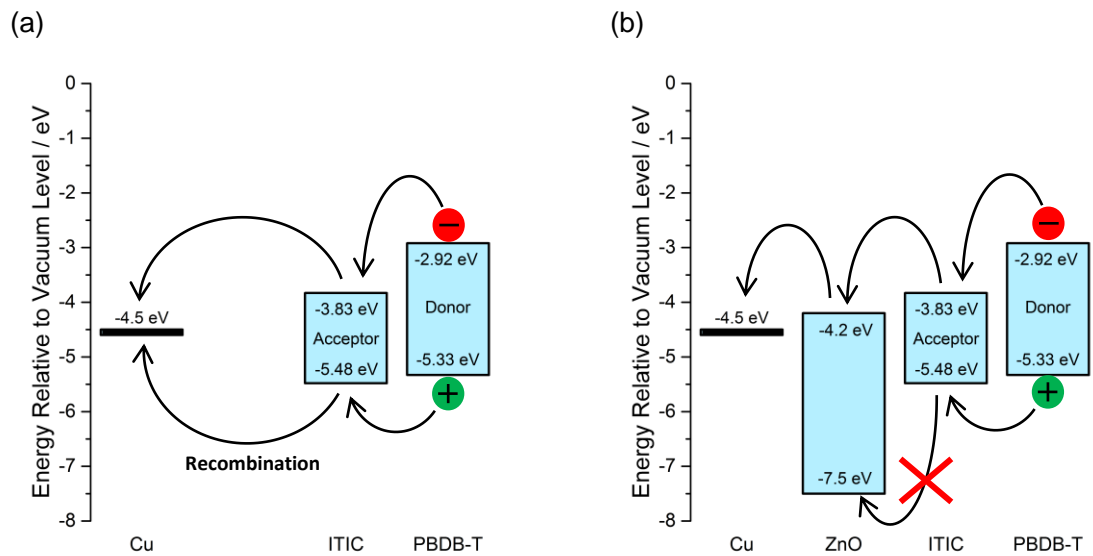 (a)
Energy Relative to Vacuum Level / eV
0
-1
-2
-3
-4
-5
-6
-7
-8
-4.5 eV
-3.83 eV
Acceptor
-5.48 eV
−
-2.92 eV
Donor
-5.33 eV
+
Recombination
Cu
ITIC
PBDB-T
(b)
Energy Relative to Vacuum Level / eV
0
-1
-2
-3
-4
-5
-6
-7
-8
-4.5 eV
-4.2 eV
-7.5 eV
-3.83 eV
Acceptor
-5.48 eV
−
-2.92 eV
Donor
-5.33 eV
+
Cu
ZnO
ITIC
PBDB-T